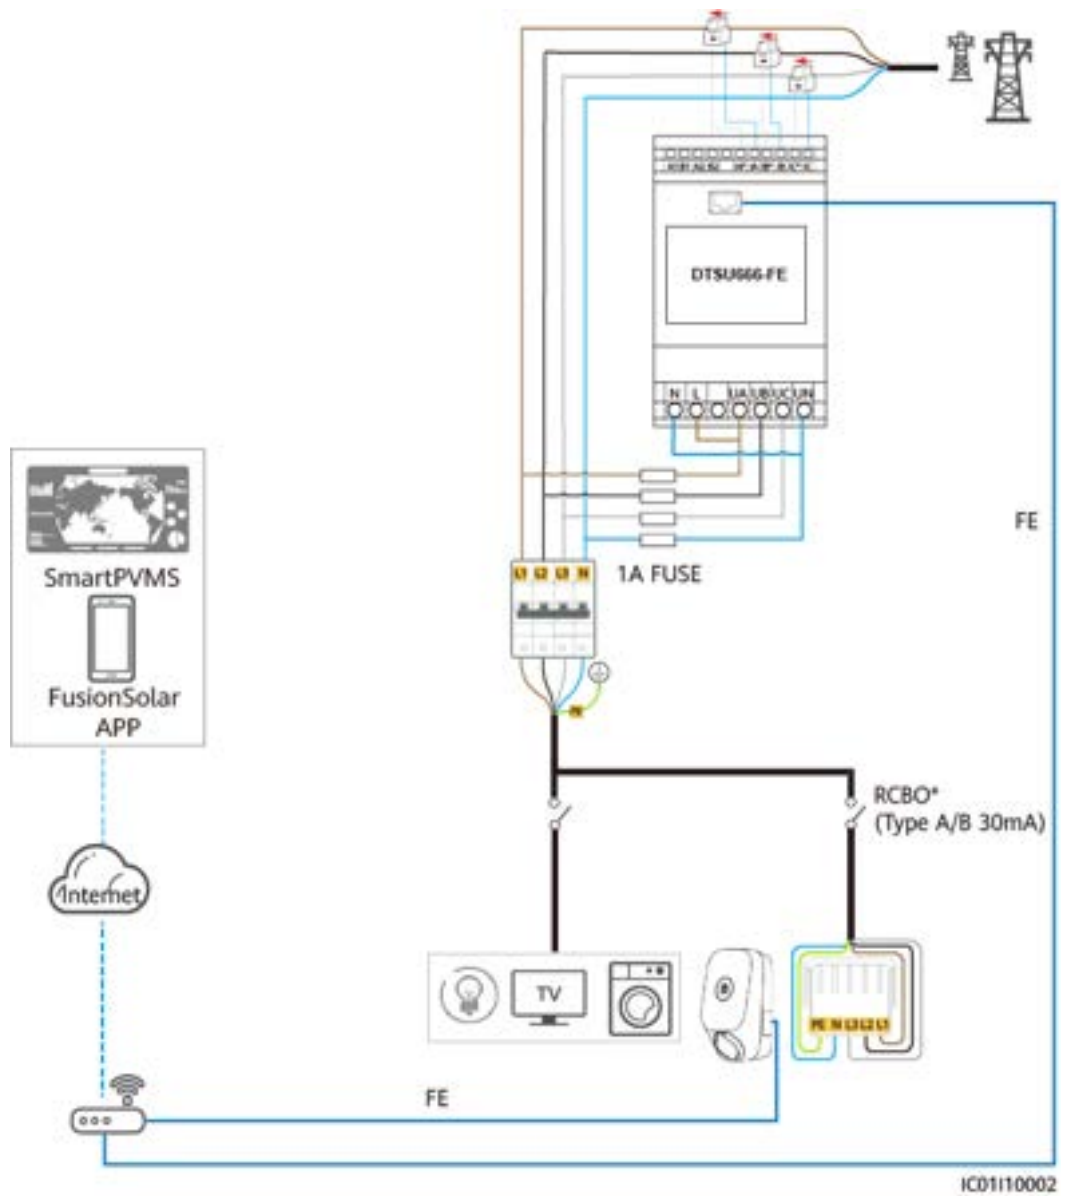 DTSU666-FE
N L UA UB UC UN
FE
SmartPVMS
FusionSolar
APP
L1 L2 L3 N
1A FUSE
PE
RCBO*
(Type A/B 30mA)
Internet
TV
PE N L3 L2 L1
FE
IC01I10002